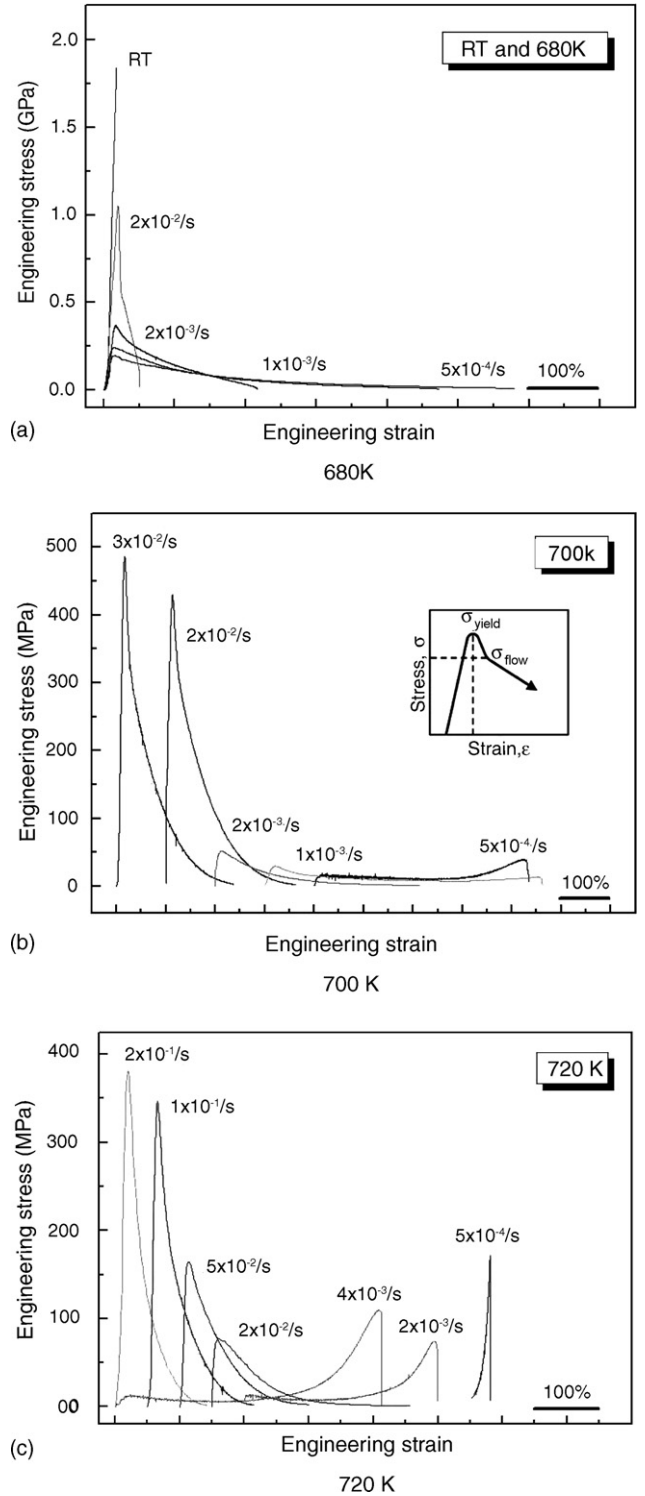 2.0
RT
RT and 680K
1.5
1.0
2x10⁻²/s
0.5
2x10⁻³/s
1x10⁻³/s
5x10⁻⁴/s
100%
0.0
Engineering stress (GPa)
(a)
Engineering strain
680K
500
3x10⁻²/s
700k
400
2x10⁻²/s
σyield
σflow
300
Stress, σ
Strain,ε
200
100
2x10⁻³/s
1x10⁻³/s
5x10⁻⁴/s
0
100%
Engineering stress (MPa)
(b)
Engineering strain
700 K
400
2x10⁻¹/s
720 K
1x10⁻¹/s
300
200
5x10⁻²/s
5x10⁻⁴/s
4x10⁻³/s
2x10⁻²/s
2x10⁻³/s
100
100%
00
Engineering stress (MPa)
(c)
Engineering strain
720 K